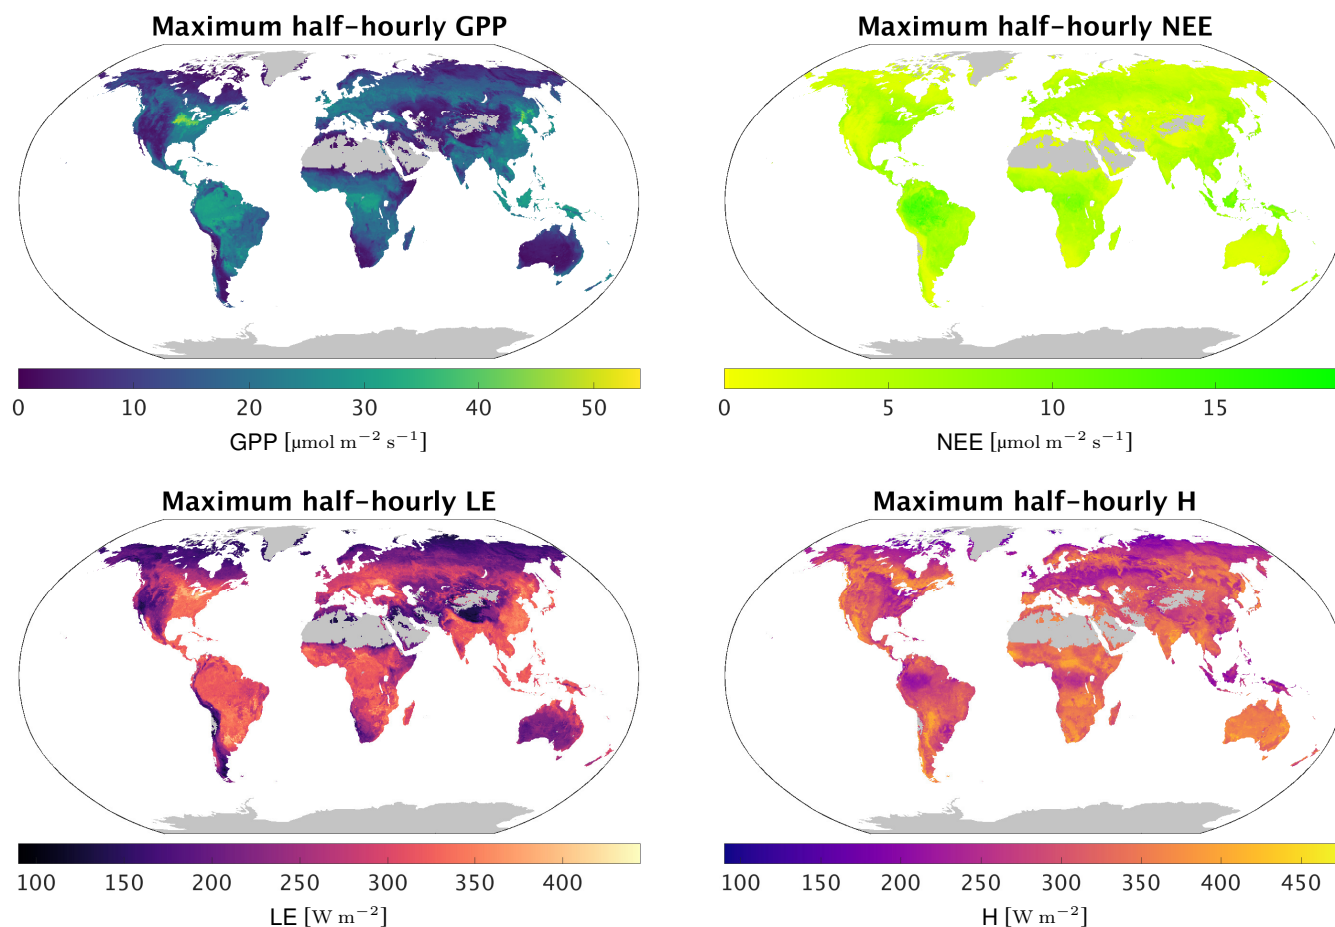 Maximum half-hourly GPP
Maximum half-hourly NEE
0 10 20 30 40 50
GPP [µmol m⁻² s⁻¹]
0 5 10 15
NEE [µmol m⁻² s⁻¹]
Maximum half-hourly LE
Maximum half-hourly H
100 150 200 250 300 350 400
LE [W m⁻²]
100 150 200 250 300 350 400 450
H [W m⁻²]